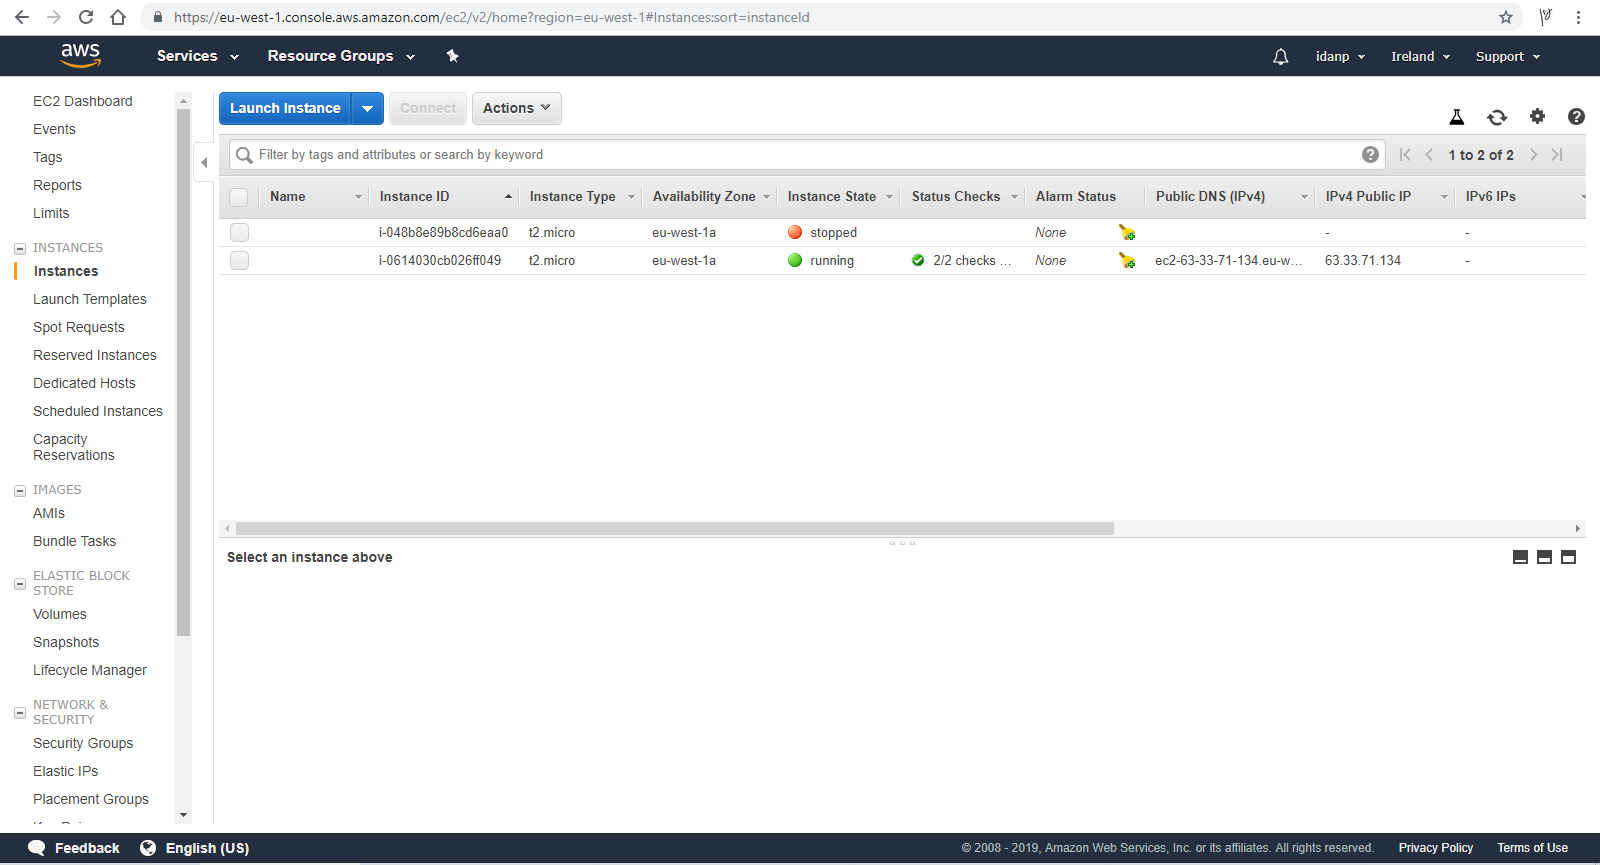 https://eu-west-1.console.aws.amazon.com/ec2/v2/home?region=eu-west-1#Instances:sort=instanceId
aws Services Resource Groups idanp Ireland Support
EC2 Dashboard
Events
Tags
Reports
Limits
INSTANCES
Instances
Launch Templates
Spot Requests
Reserved Instances
Dedicated Hosts
Scheduled Instances
Capacity
Reservations
IMAGES
AMIs
Bundle Tasks
ELASTIC BLOCK
STORE
Volumes
Snapshots
Lifecycle Manager
NETWORK &
SECURITY
Security Groups
Elastic IPs
Placement Groups
Launch Instance Connect Actions
Filter by tags and attributes or search by keyword 1 to 2 of 2
Name Instance ID Instance Type Availability Zone Instance State Status Checks Alarm Status Public DNS (IPv4) IPv4 Public IP IPv6 IPs
i-048b8e89b8cd6eaa0 t2.micro eu-west-1a stopped None - -
i-0614030cb026ff049 t2.micro eu-west-1a running 2/2 checks ... None ec2-63-33-71-134.eu-w... 63.33.71.134 -
Select an instance above
Feedback English (US) © 2008 - 2019, Amazon Web Services, Inc. or its affiliates. All rights reserved. Privacy Policy Terms of Use